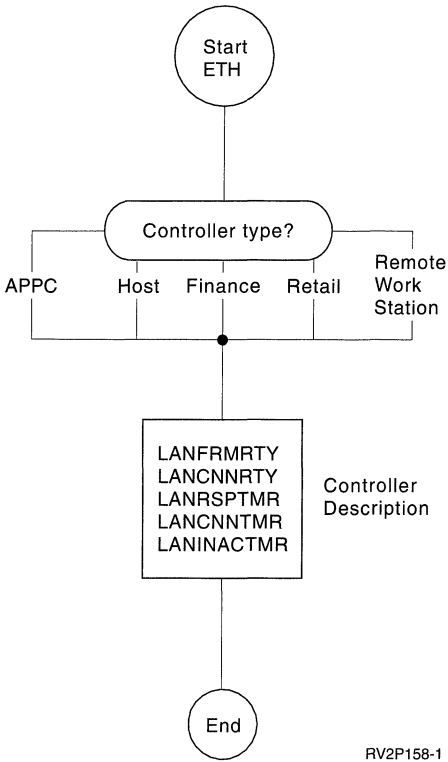 Start
ETH
Controller type?
APPC
Host
Finance
Retail
Remote
Work
Station
LANFRMRTY
LANCNNRTY
LANRSPTMR
LANCNNTMR
LANINACTMR
Controller
Description
End
RV2P158-1